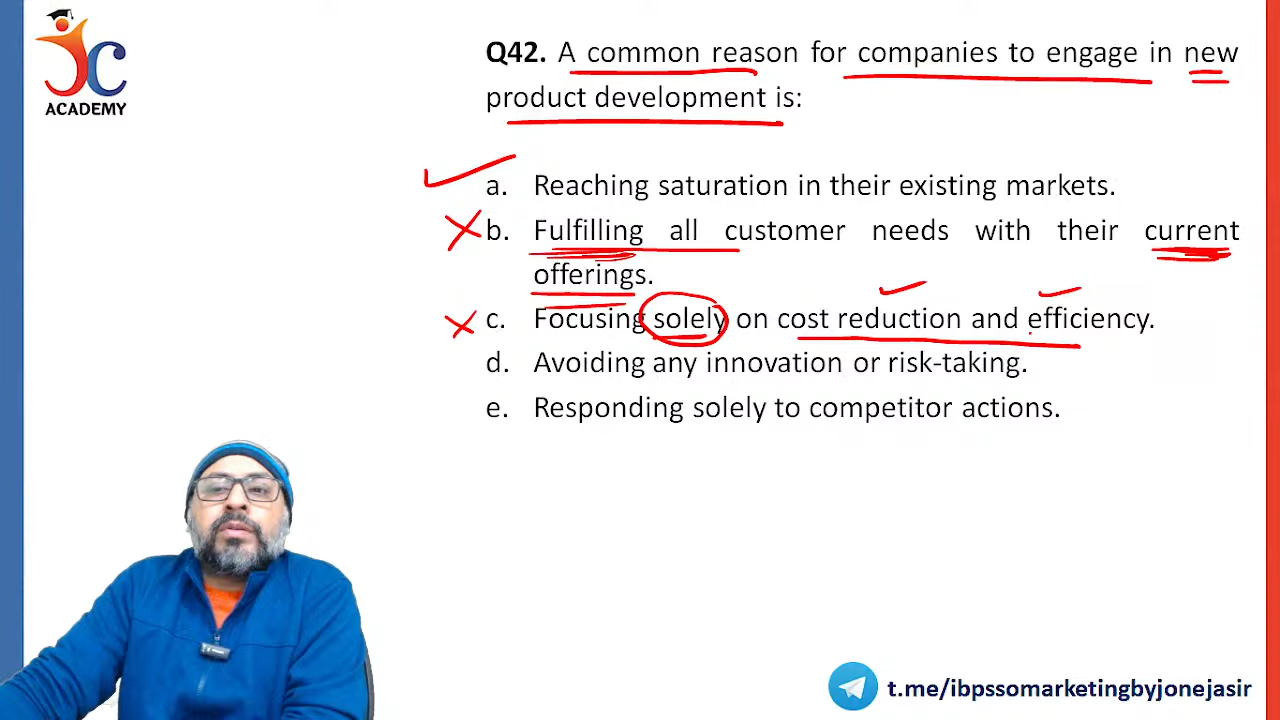 JC
ACADEMY
Q42. A common reason for companies to engage in new
product development is:
a. Reaching saturation in their existing markets.
b. Fulfilling all customer needs with their current
offerings.
c. Focusing solely on cost reduction and efficiency.
d. Avoiding any innovation or risk-taking.
e. Responding solely to competitor actions.
t.me/ibpssomarketingbyjonejasir